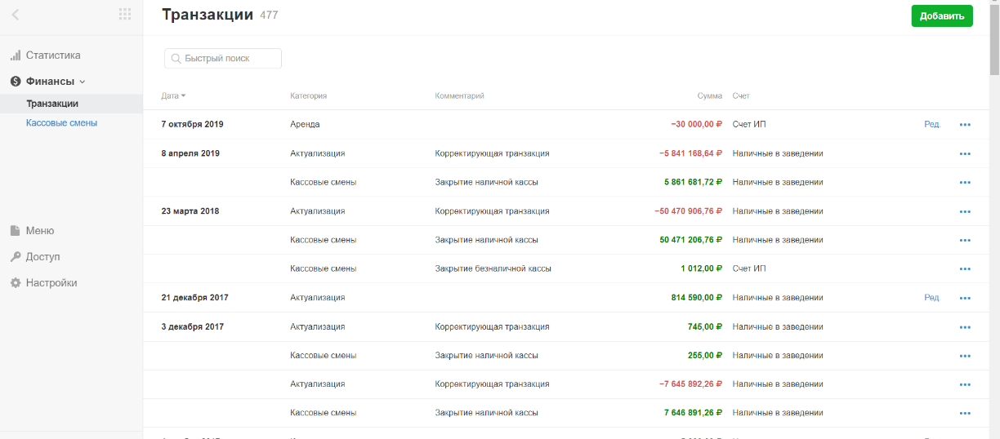 Транзакции 477
Добавить
Статистика
Финансы
Транзакции
Кассовые смены
Меню
Доступ
Настройки
Быстрый поиск
Дата Категория Комментарий Сумма Счет
7 октября 2019 Аренда −30 000,00 ₽ Счет ИП Ред.
8 апреля 2019 Актуализация Корректирующая транзакция −5 841 168,64 ₽ Наличные в заведении
Кассовые смены Закрытие наличной кассы 5 861 681,72 ₽ Наличные в заведении
23 марта 2018 Актуализация Корректирующая транзакция −50 470 906,76 ₽ Наличные в заведении
Кассовые смены Закрытие наличной кассы 50 471 206,76 ₽ Наличные в заведении
Кассовые смены Закрытие безналичной кассы 1 012,00 ₽ Счет ИП
21 декабря 2017 Актуализация 814 590,00 ₽ Наличные в заведении Ред.
3 декабря 2017 Актуализация Корректирующая транзакция 745,00 ₽ Наличные в заведении
Кассовые смены Закрытие наличной кассы 255,00 ₽ Наличные в заведении
Актуализация Корректирующая транзакция −7 645 892,26 ₽ Наличные в заведении
Кассовые смены Закрытие наличной кассы 7 646 891,26 ₽ Наличные в заведении